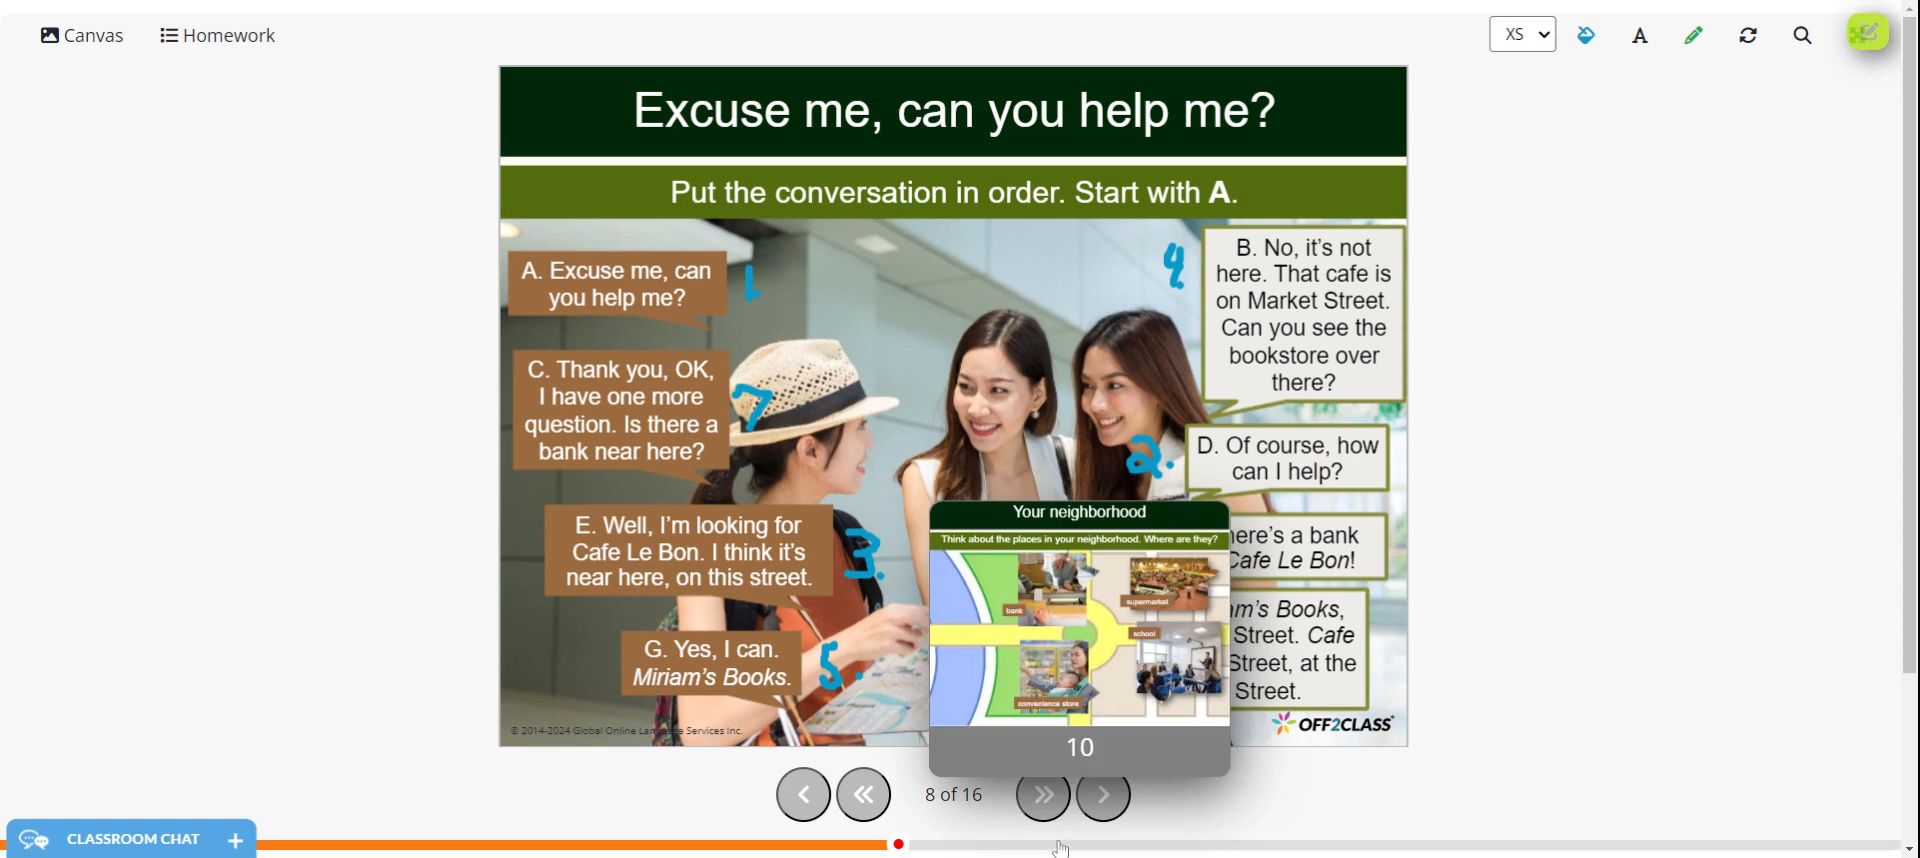 Canvas
Homework
XS
A
Excuse me, can you help me?
Put the conversation in order. Start with A.
A. Excuse me, can
you help me?
1.
C. Thank you, OK,
I have one more
question. Is there a
bank near here?
7
E. Well, I'm looking for
Cafe Le Bon. I think it's
near here, on this street.
3.
G. Yes, I can.
Miriam's Books.
5.
4.
B. No, it's not
here. That cafe is
on Market Street.
Can you see the
bookstore over
there?
2.
D. Of course, how
can I help?
here's a bank
Cafe Le Bon!
m's Books,
Street. Cafe
Street, at the
Street.
Your neighborhood
Think about the places in your neighborhood. Where are they?
bank
supermarket
school
convenience store
10
© 2014-2024 Global Online Services Inc.
OFF2CLASS
8 of 16
CLASSROOM CHAT +